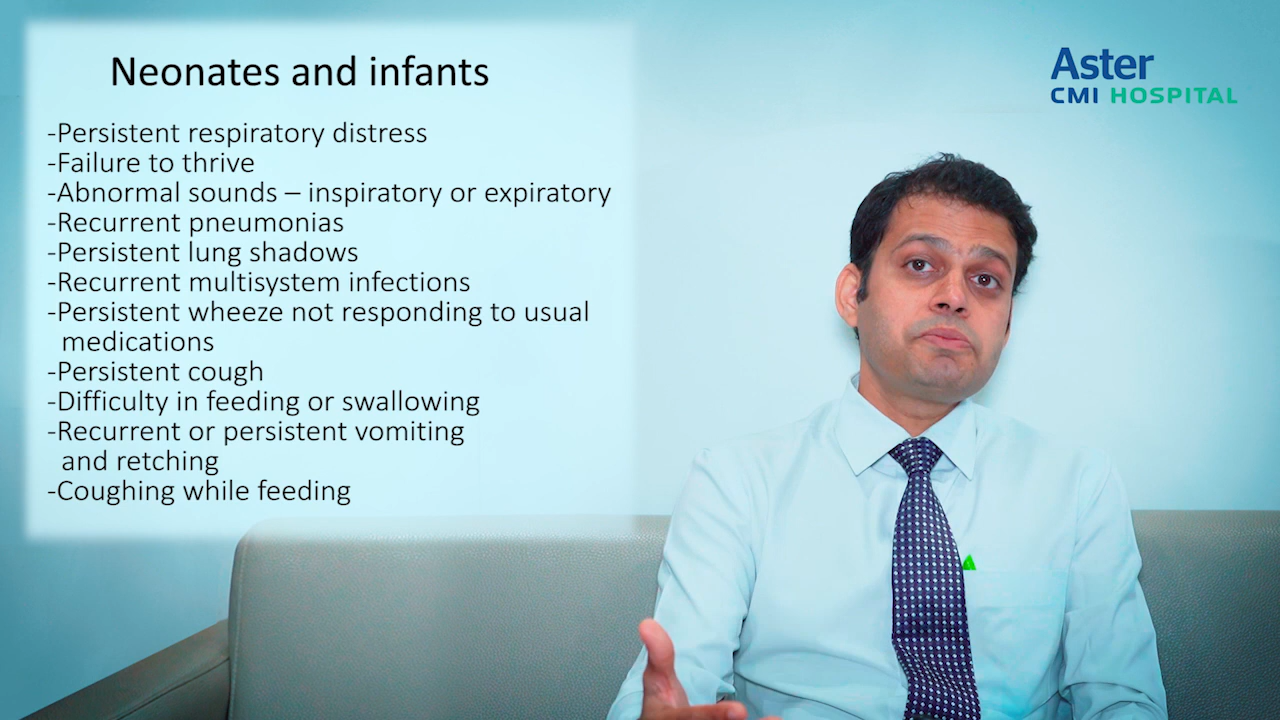 Neonates and infants
-Persistent respiratory distress
-Failure to thrive
-Abnormal sounds – inspiratory or expiratory
-Recurrent pneumonias
-Persistent lung shadows
-Recurrent multisystem infections
-Persistent wheeze not responding to usual
medications
-Persistent cough
-Difficulty in feeding or swallowing
-Recurrent or persistent vomiting
and retching
-Coughing while feeding
Aster
CMI HOSPITAL